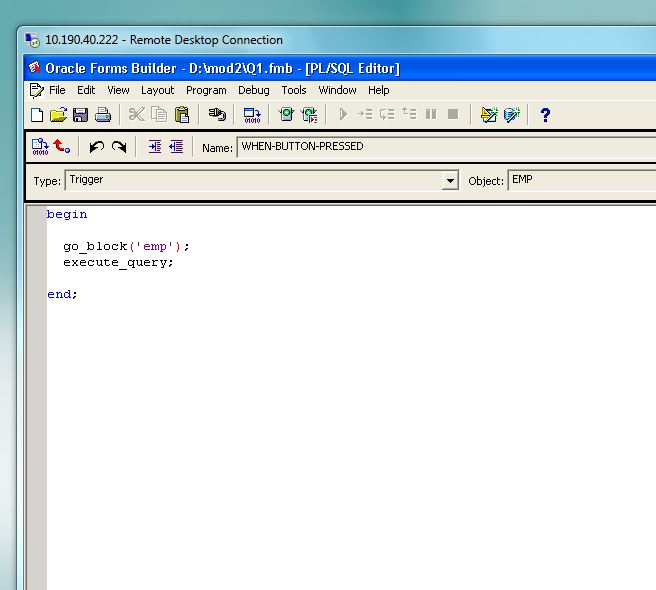 10.190.40.222 - Remote Desktop Connection
Oracle Forms Builder - D:\mod2\Q1.fmb - [PL/SQL Editor]
File Edit View Layout Program Debug Tools Window Help
Name: WHEN-BUTTON-PRESSED
Type: Trigger Object: EMP
begin
go_block('emp');
execute_query;
end;